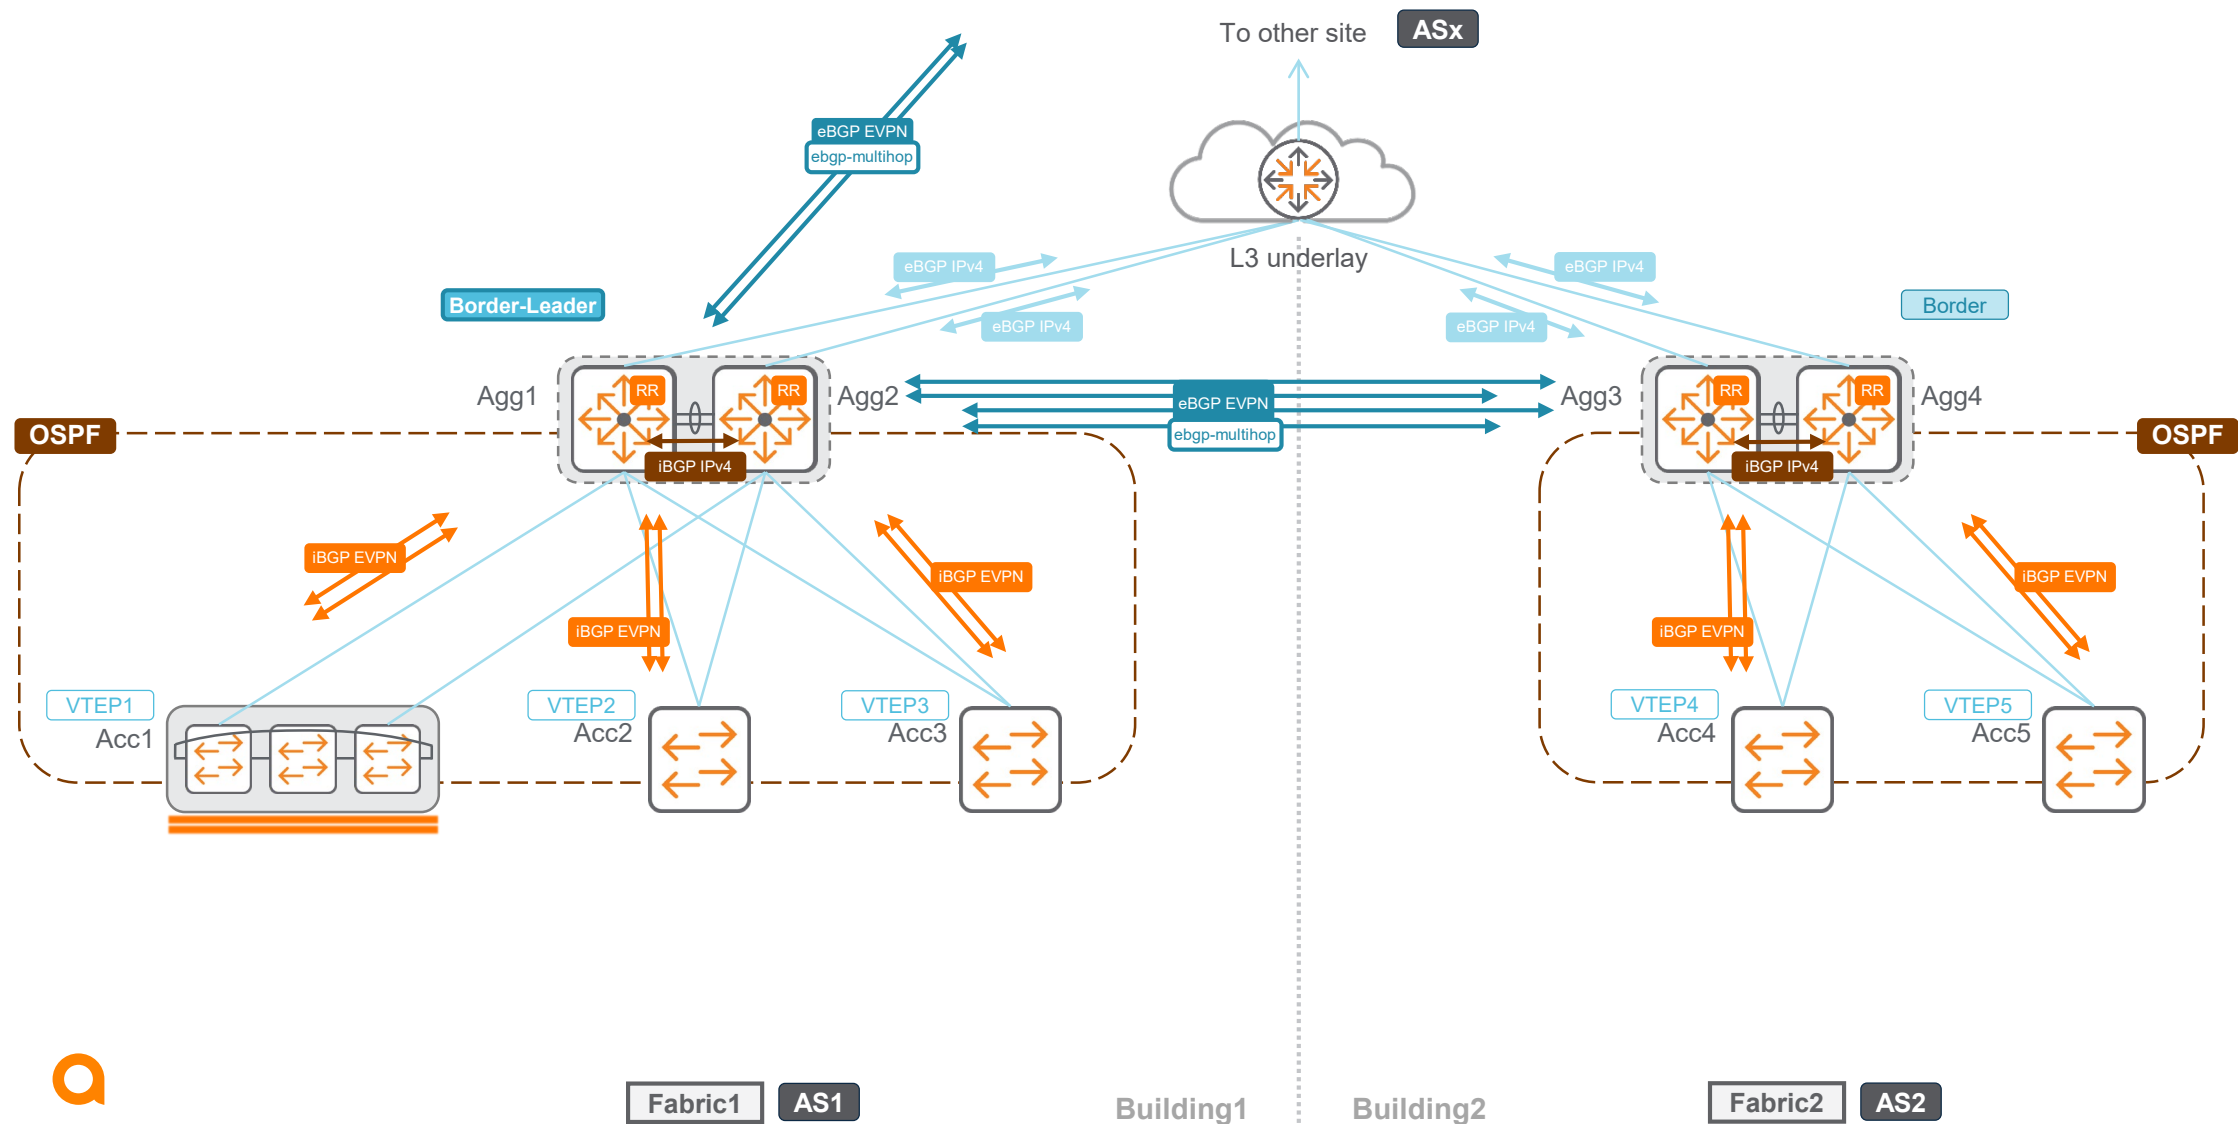 To other site
ASx
eBGP EVPN
ebgp-multihop
L3 underlay
eBGP IPv4
eBGP IPv4
eBGP IPv4
eBGP IPv4
Border-Leader
Border
Agg1
RR
RR
Agg2
iBGP IPv4
eBGP EVPN
ebgp-multihop
Agg3
RR
RR
Agg4
iBGP IPv4
OSPF
OSPF
iBGP EVPN
iBGP EVPN
iBGP EVPN
iBGP EVPN
iBGP EVPN
VTEP1
Acc1
VTEP2
Acc2
VTEP3
Acc3
VTEP4
Acc4
VTEP5
Acc5
Fabric1
AS1
Building1
Building2
Fabric2
AS2